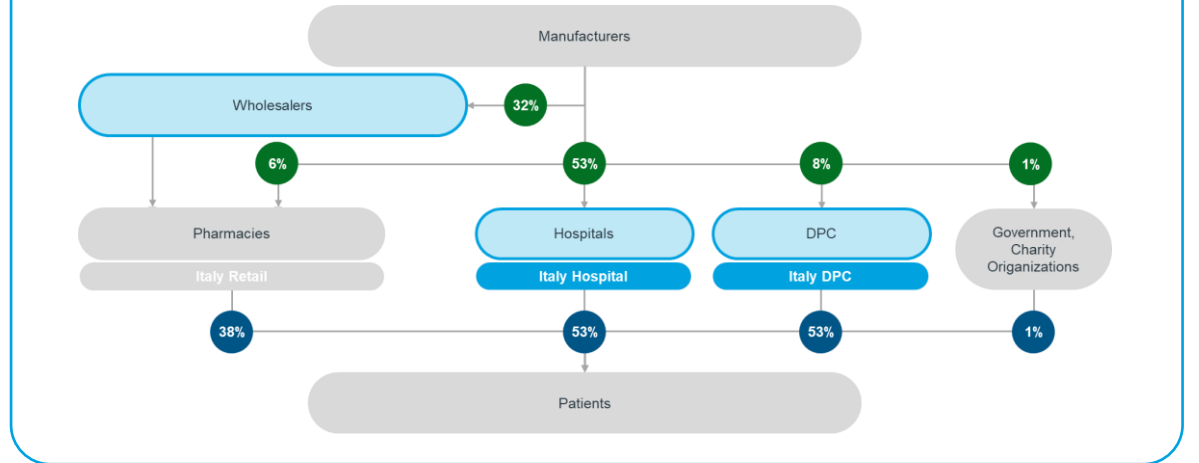 Manufacturers
Wholesalers
32%
6%
53%
8%
1%
Pharmacies
Hospitals
DPC
Government,
Charity
Origanizations
Italy Retail
Italy Hospital
Italy DPC
38%
53%
53%
1%
Patients